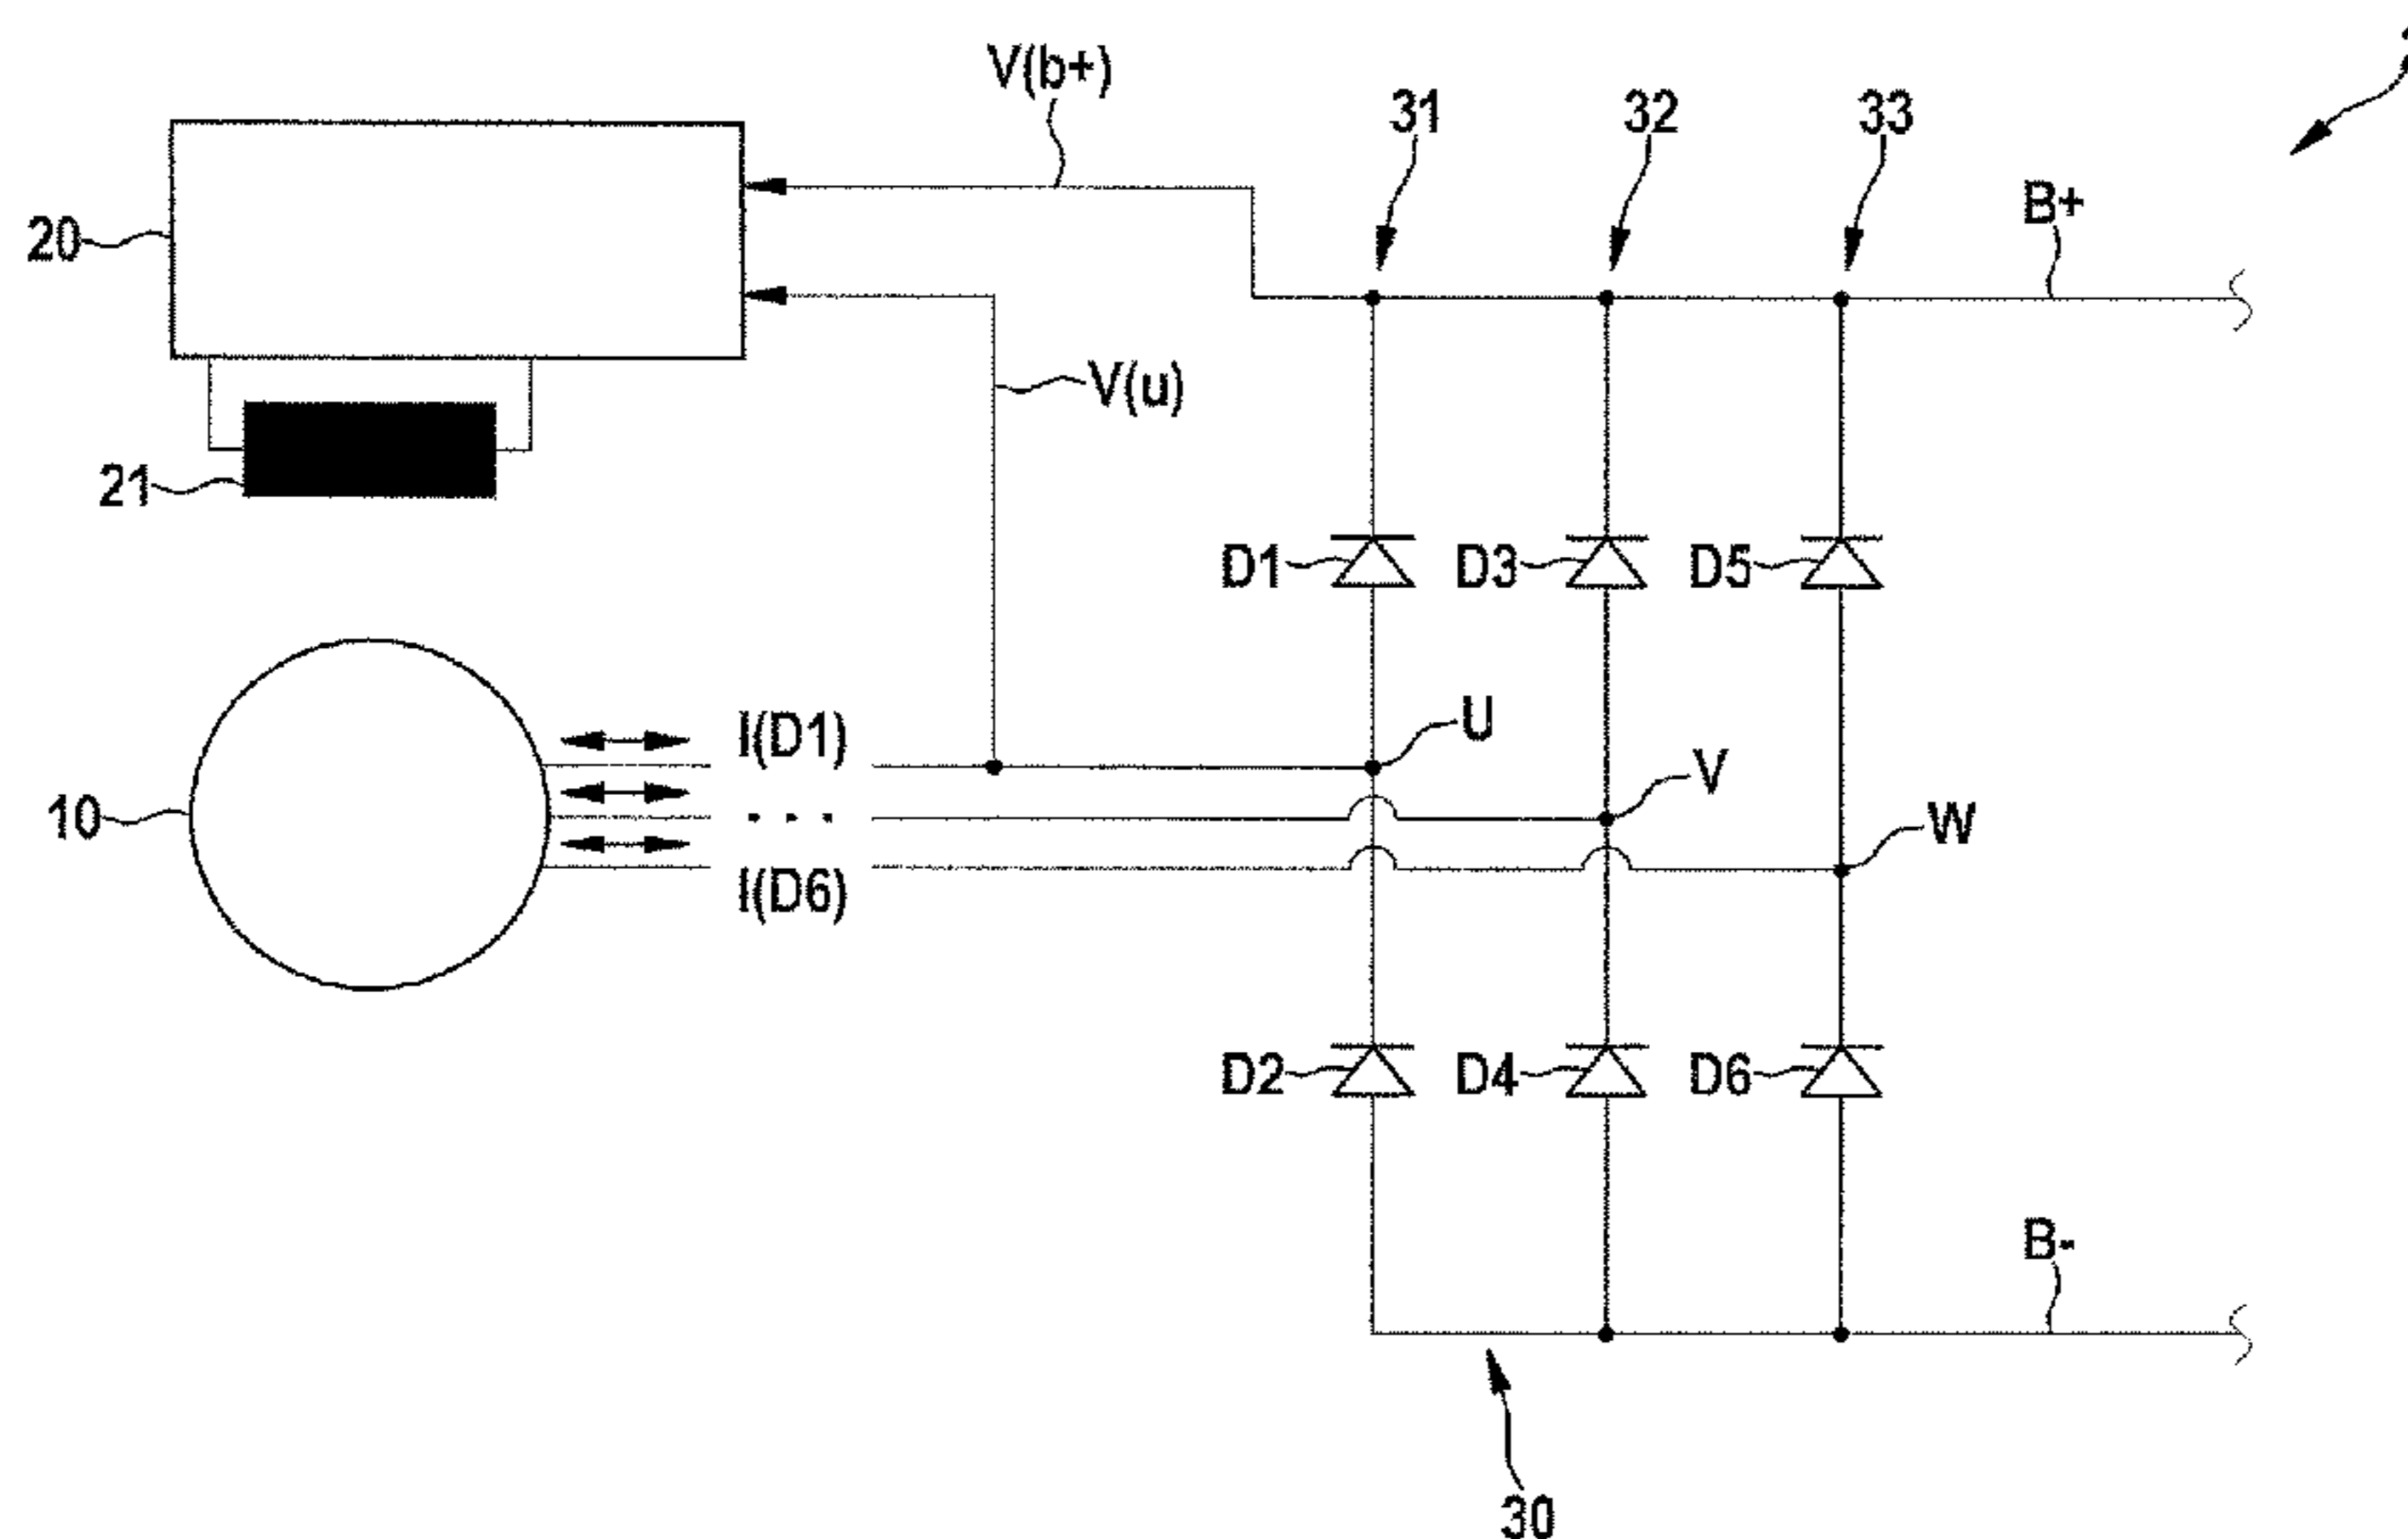 V(b+)
31
32
33
B+
20
V(u)
21
D1
D3
D5
I(D1)
U
V
10
. . .
W
I(D6)
D2
D4
D6
B-
30